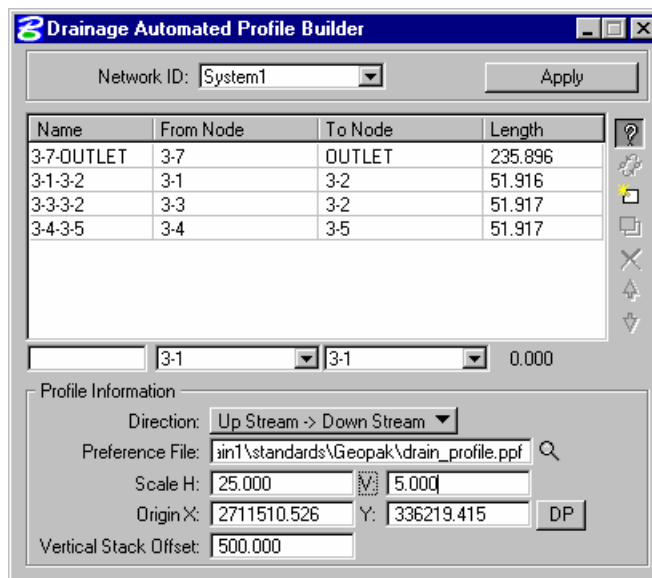 Drainage Automated Profile Builder
Network ID: System1 Apply
Name From Node To Node Length
3-7-OUTLET 3-7 OUTLET 235.896
3-1-3-2 3-1 3-2 51.916
3-3-3-2 3-3 3-2 51.917
3-4-3-5 3-4 3-5 51.917
3-1 3-1 0.000
Profile Information
Direction: Up Stream -> Down Stream
Preference File: in1\standards\Geopak\drain_profile.ppf
Scale H: 25.000 V: 5.000
Origin X: 2711510.526 Y: 336219.415 DP
Vertical Stack Offset: 500.000